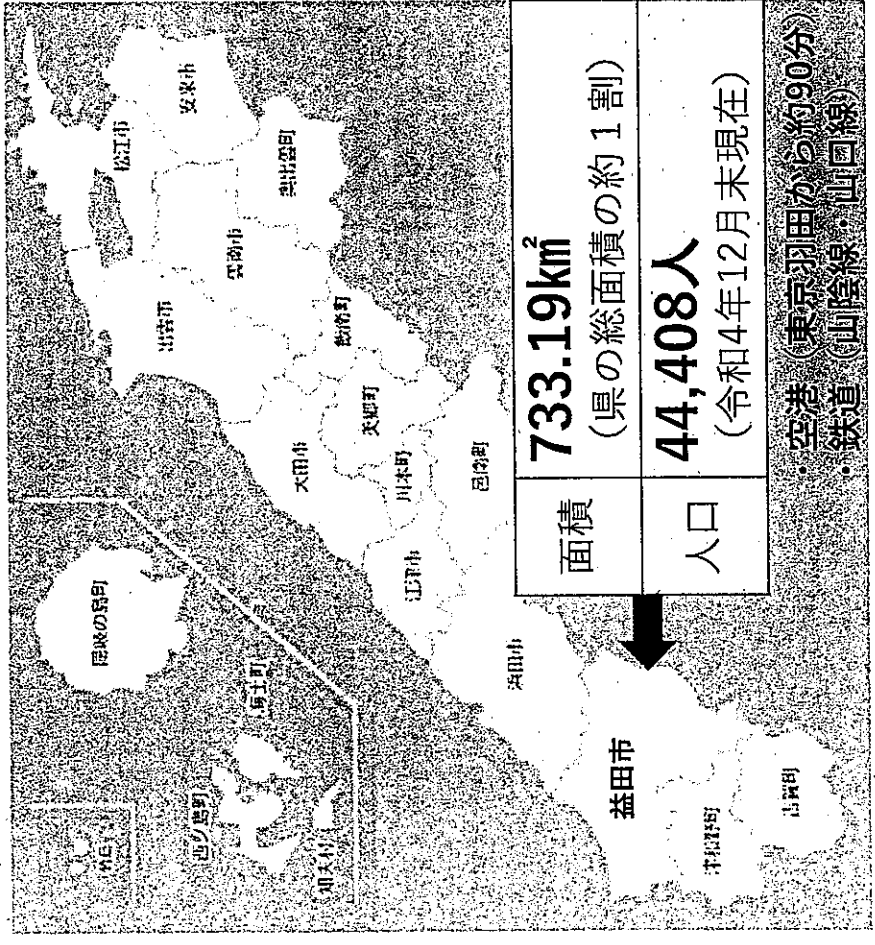 竹島
隠岐の島町
西ノ島町
海士町
知夫村
松江市
安来市
出雲市
雲南市
奥出雲町
飯南町
大田市
美郷町
川本町
江津市
邑南町
浜田市
益田市
津和野町
吉賀町
面積
733.19km²
(県の総面積の約1割)
人口
44,408人
(令和4年12月末現在)
・空港（東京羽田から約90分）
・鉄道（山陰線・山口線）